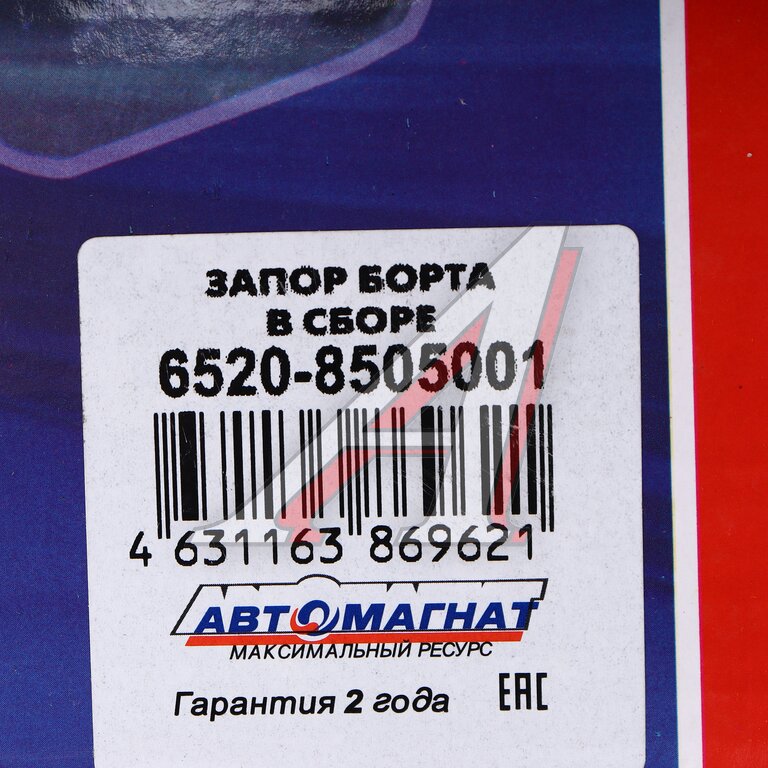 ЗАПОР БОРТА
В СБОРЕ
6520-8505001
4 631163 869621
АВТОМАГНАТ
МАКСИМАЛЬНЫЙ РЕСУРС
Гарантия 2 года EAC